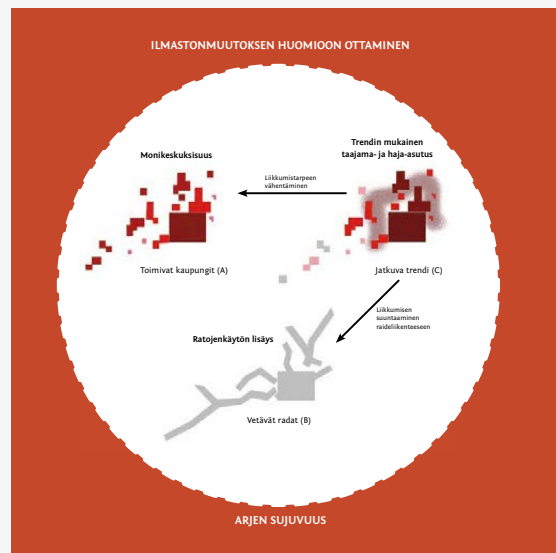 ILMASTONMUUTOKSEN HUOMIOON OTTAMINEN
Monikeskuksisuus
Trendin mukainen
taajama- ja haja-asutus
Liikkumistarpeen
vähentäminen
Toimivat kaupungit (A)
Jatkuva trendi (C)
Liikkumisen
suuntaaminen
raideliikenteeseen
Ratojenkäytön lisäys
Vetävät radat (B)
ARJEN SUJUVUUS